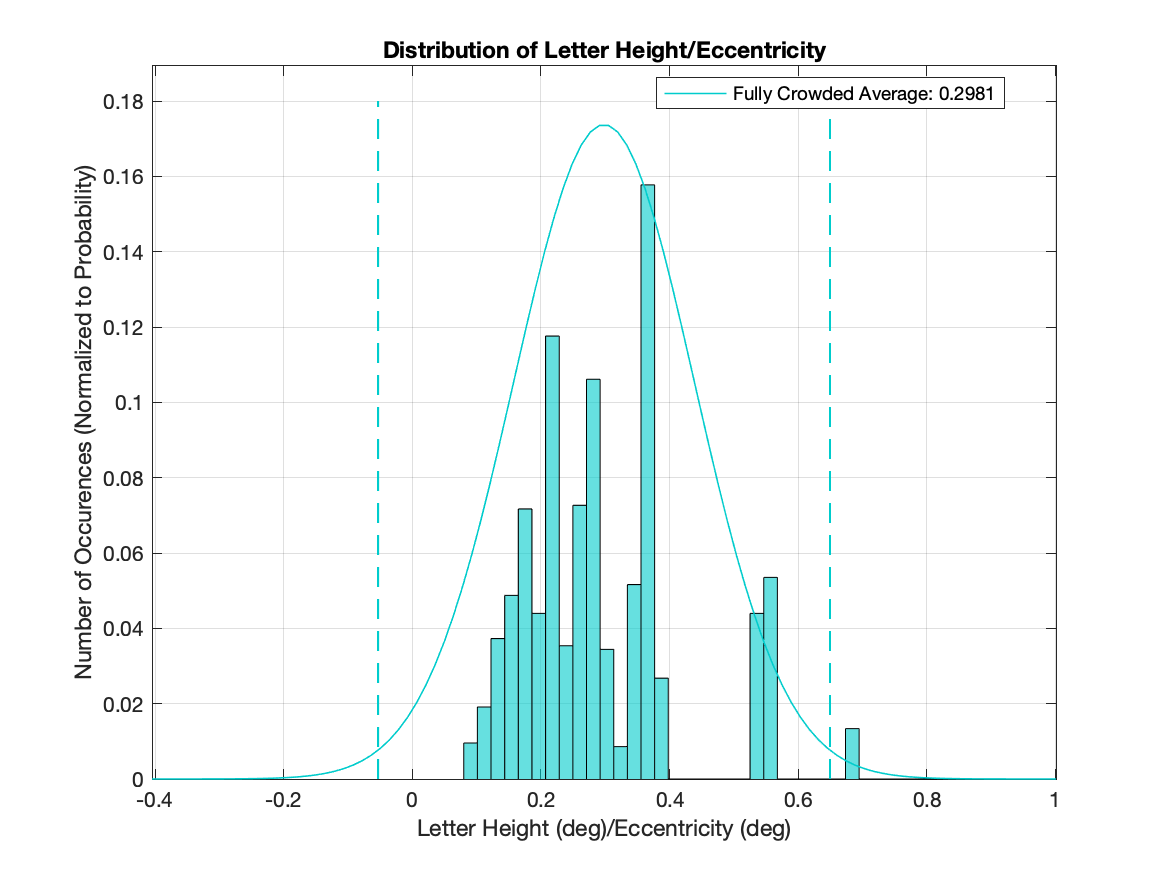 Distribution of Letter Height/Eccentricity
Fully Crowded Average: 0.2981
Number of Occurences (Normalized to Probability)
0.18
0.16
0.14
0.12
0.1
0.08
0.06
0.04
0.02
0
-0.4 -0.2 0 0.2 0.4 0.6 0.8 1
Letter Height (deg)/Eccentricity (deg)